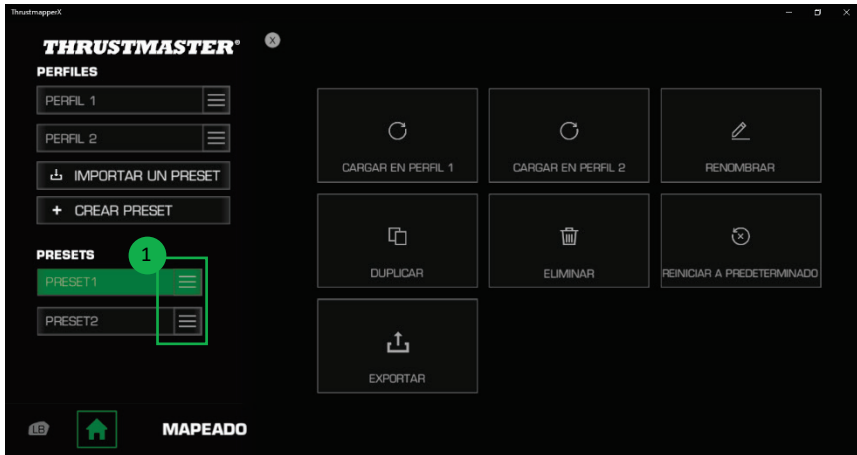 ThrustmapperX
THRUSTMASTER®
X
PERFILES
PERFIL 1
PERFIL 2
IMPORTAR UN PRESET
+ CREAR PRESET
PRESETS
1
PRESET1
PRESET2
CARGAR EN PERFIL 1
CARGAR EN PERFIL 2
RENOMBRAR
DUPLICAR
ELIMINAR
REINICIAR A PREDETERMINADO
EXPORTAR
LB
MAPEADO